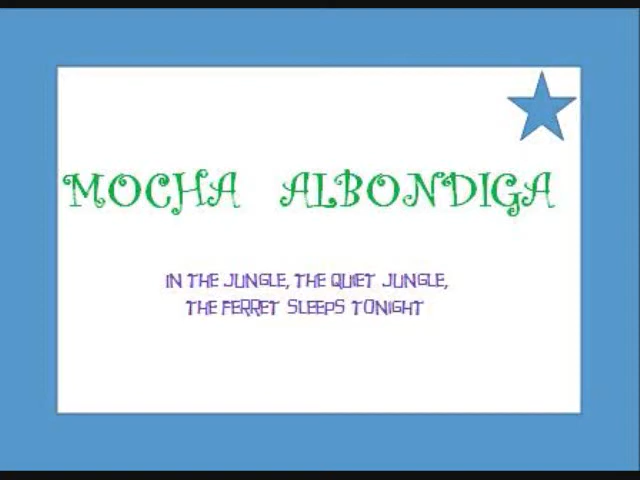 MOCHA ALBONDIGA
IN THE JUNGLE, THE QUIET JUNGLE,
THE FERRET SLEEPS TONIGHT